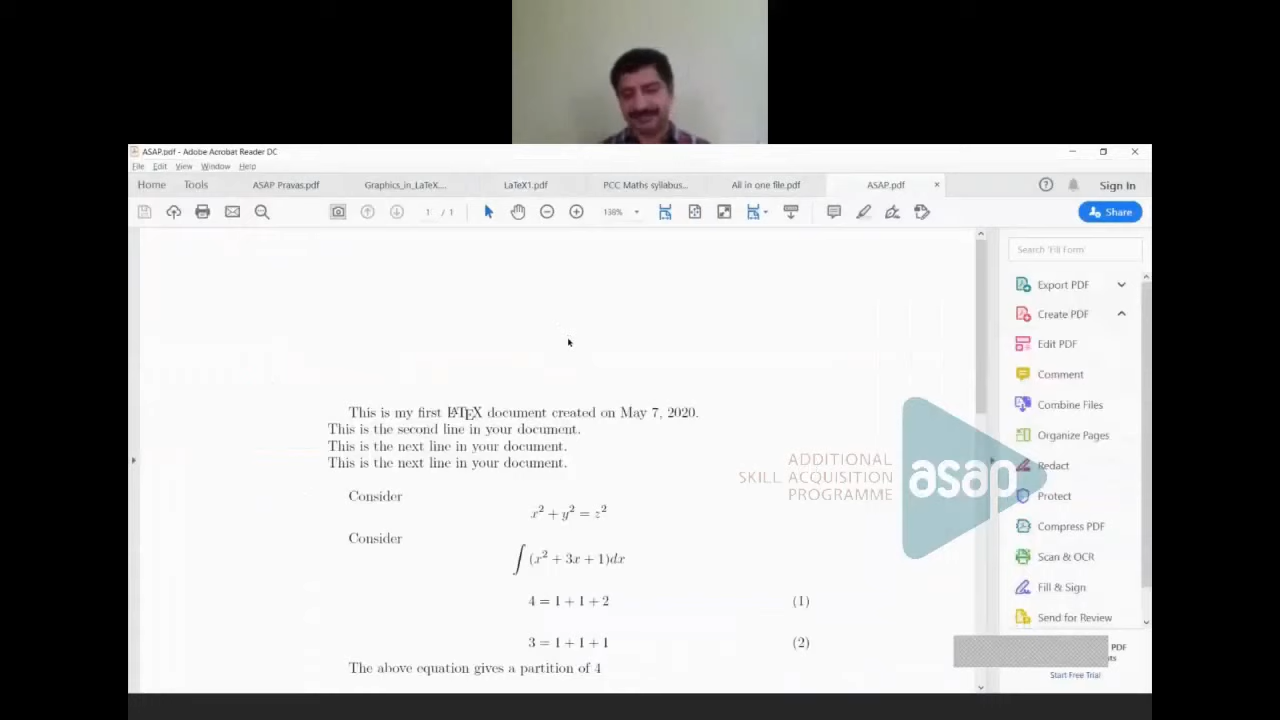 ASAP.pdf - Adobe Acrobat Reader DC
File Edit View Window Help
Home Tools ASAP Pravas.pdf Graphics_in_LaTeX.... LaTeX1.pdf PCC Maths syllabus... All in one file.pdf ASAP.pdf × Sign In
1 / 1 138% Share
Search 'Fill Form'
Export PDF
Create PDF
Edit PDF
Comment
Combine Files
Organize Pages
Redact
Protect
Compress PDF
Scan & OCR
Fill & Sign
Send for Review
PDF
Start Free Trial
This is my first LATEX document created on May 7, 2020.
This is the second line in your document.
This is the next line in your document.
This is the next line in your document.
Consider
x² + y² = z²
Consider
∫ (x² + 3x + 1)dx
4 = 1 + 1 + 2 (1)
3 = 1 + 1 + 1 (2)
The above equation gives a partition of 4
ADDITIONAL
SKILL ACQUISITION
PROGRAMME
asap